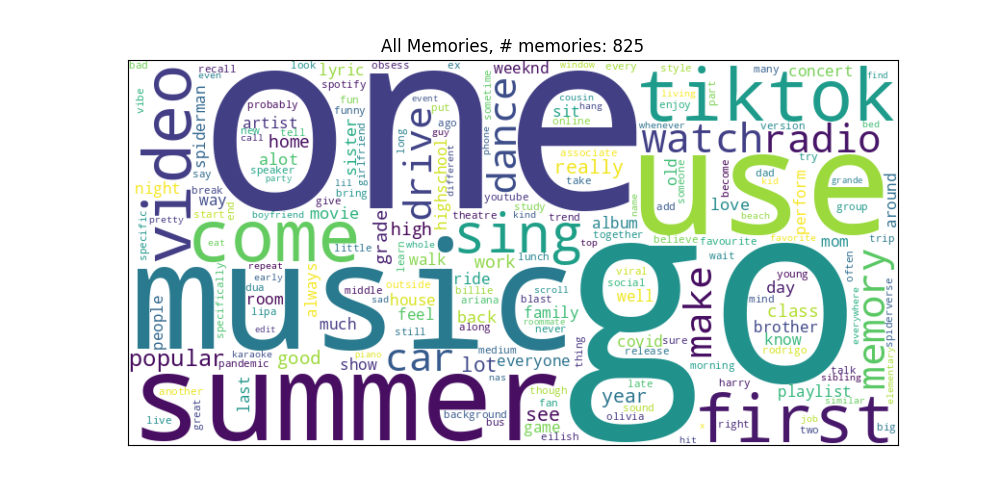 All Memories, # memories: 825
bad recall obsess ex weeknd window every style many concert find
even look lyric spotify sometime part
vibe video one tiktok
spiderman probably fun event put dance cousin hang enjoy
artist funny drive ago phone sit online whenever version bed
new tell sister guy watch radio
call home girlfriend long
say alot associate try
speaker highschool different really old someone become dad kid grande
party lil take use perform
night break way bring youtube name love group around
start end boyfriend movie theatre study kind trend album add beach
specific pretty grade high together
come sing believe favourite favorite mom trip
eat little learn whole walk work lunch top wait
music go
repeat always outside ride viral young often
early middle house billie scroll social make day everywhere spiderverse memory
dua room sad ariana blast well mind class
people specifically lipa feel back family
edit much still along never roommate covid sure brother know
popular karaoke piano medium thing release rodrigo
pandemic good show car lot everyone morning talk
nas sibling
summer another last though late harry playlist elementary
great fan year similar
live background see sound first job
bus game olivia right two big
eilish hit x